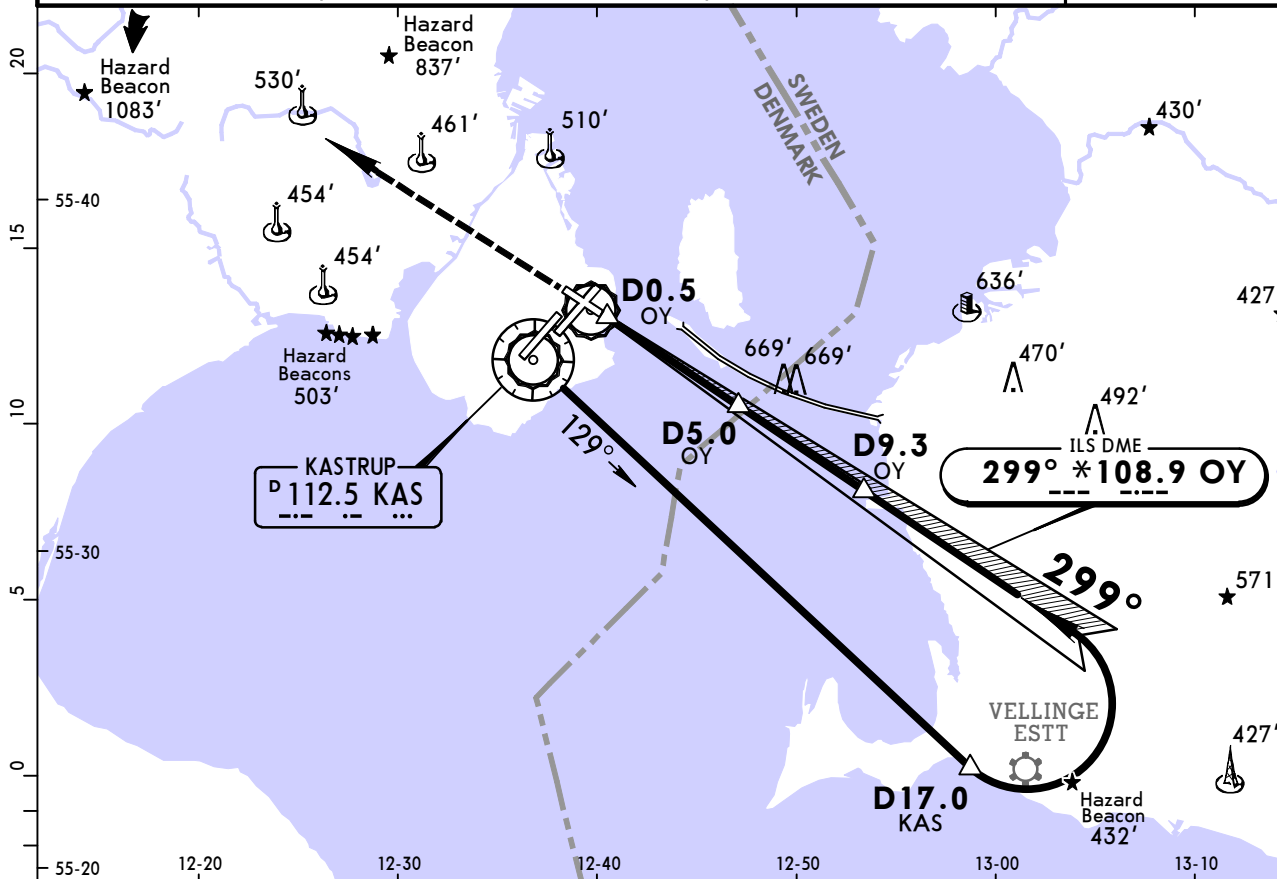 Hazard
Beacon
837'
Hazard
Beacon
1083'
530'
461'
510'
SWEDEN
DENMARK
430'
20
55-40
454'
15
454'
636'
427
D0.5
OY
Hazard
Beacons
503'
669'
669'
470'
492'
10
129°
D5.0
OY
D9.3
OY
ILS DME
299° *108.9 OY
KASTRUP
D 112.5 KAS
55-30
299°
5
571
VELLINGE
ESTT
427'
0
D17.0
KAS
Hazard
Beacon
432'
55-20
12-20
12-30
12-40
12-50
13-00
13-10